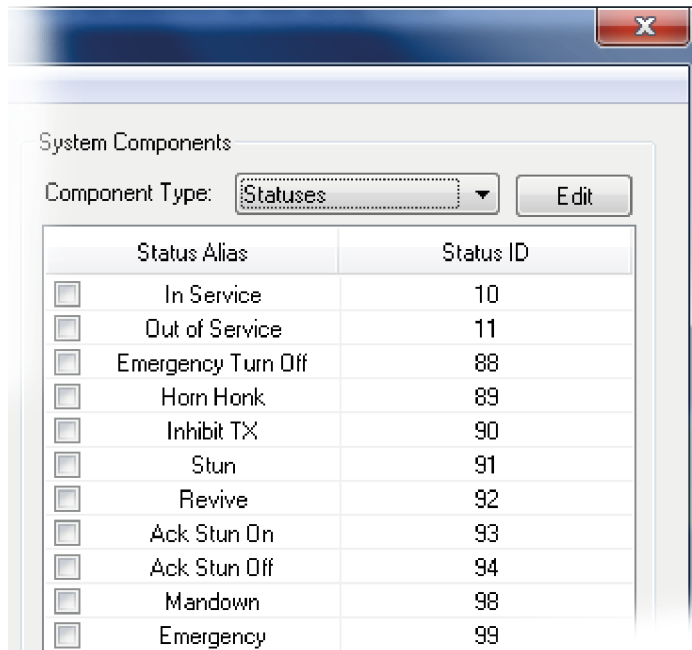 System Components
Component Type: Statuses Edit
Status Alias Status ID
In Service 10
Out of Service 11
Emergency Turn Off 88
Horn Honk 89
Inhibit TX 90
Stun 91
Revive 92
Ack Stun On 93
Ack Stun Off 94
Mandown 98
Emergency 99